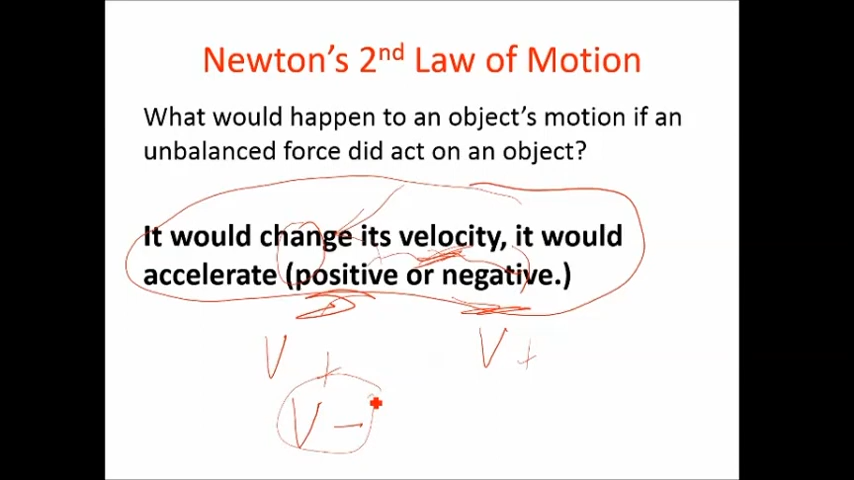 Newton's 2nd Law of Motion
What would happen to an object's motion if an
unbalanced force did act on an object?
It would change its velocity, it would
accelerate (positive or negative.)
V + V +
V −